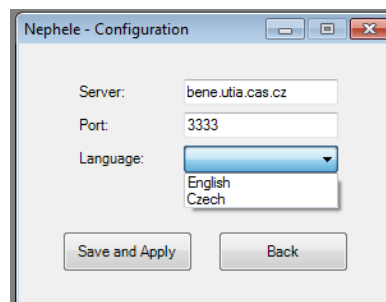 Nephele - Configuration
Server: bene.utia.cas.cz
Port: 3333
Language:
English
Czech
Save and Apply Back